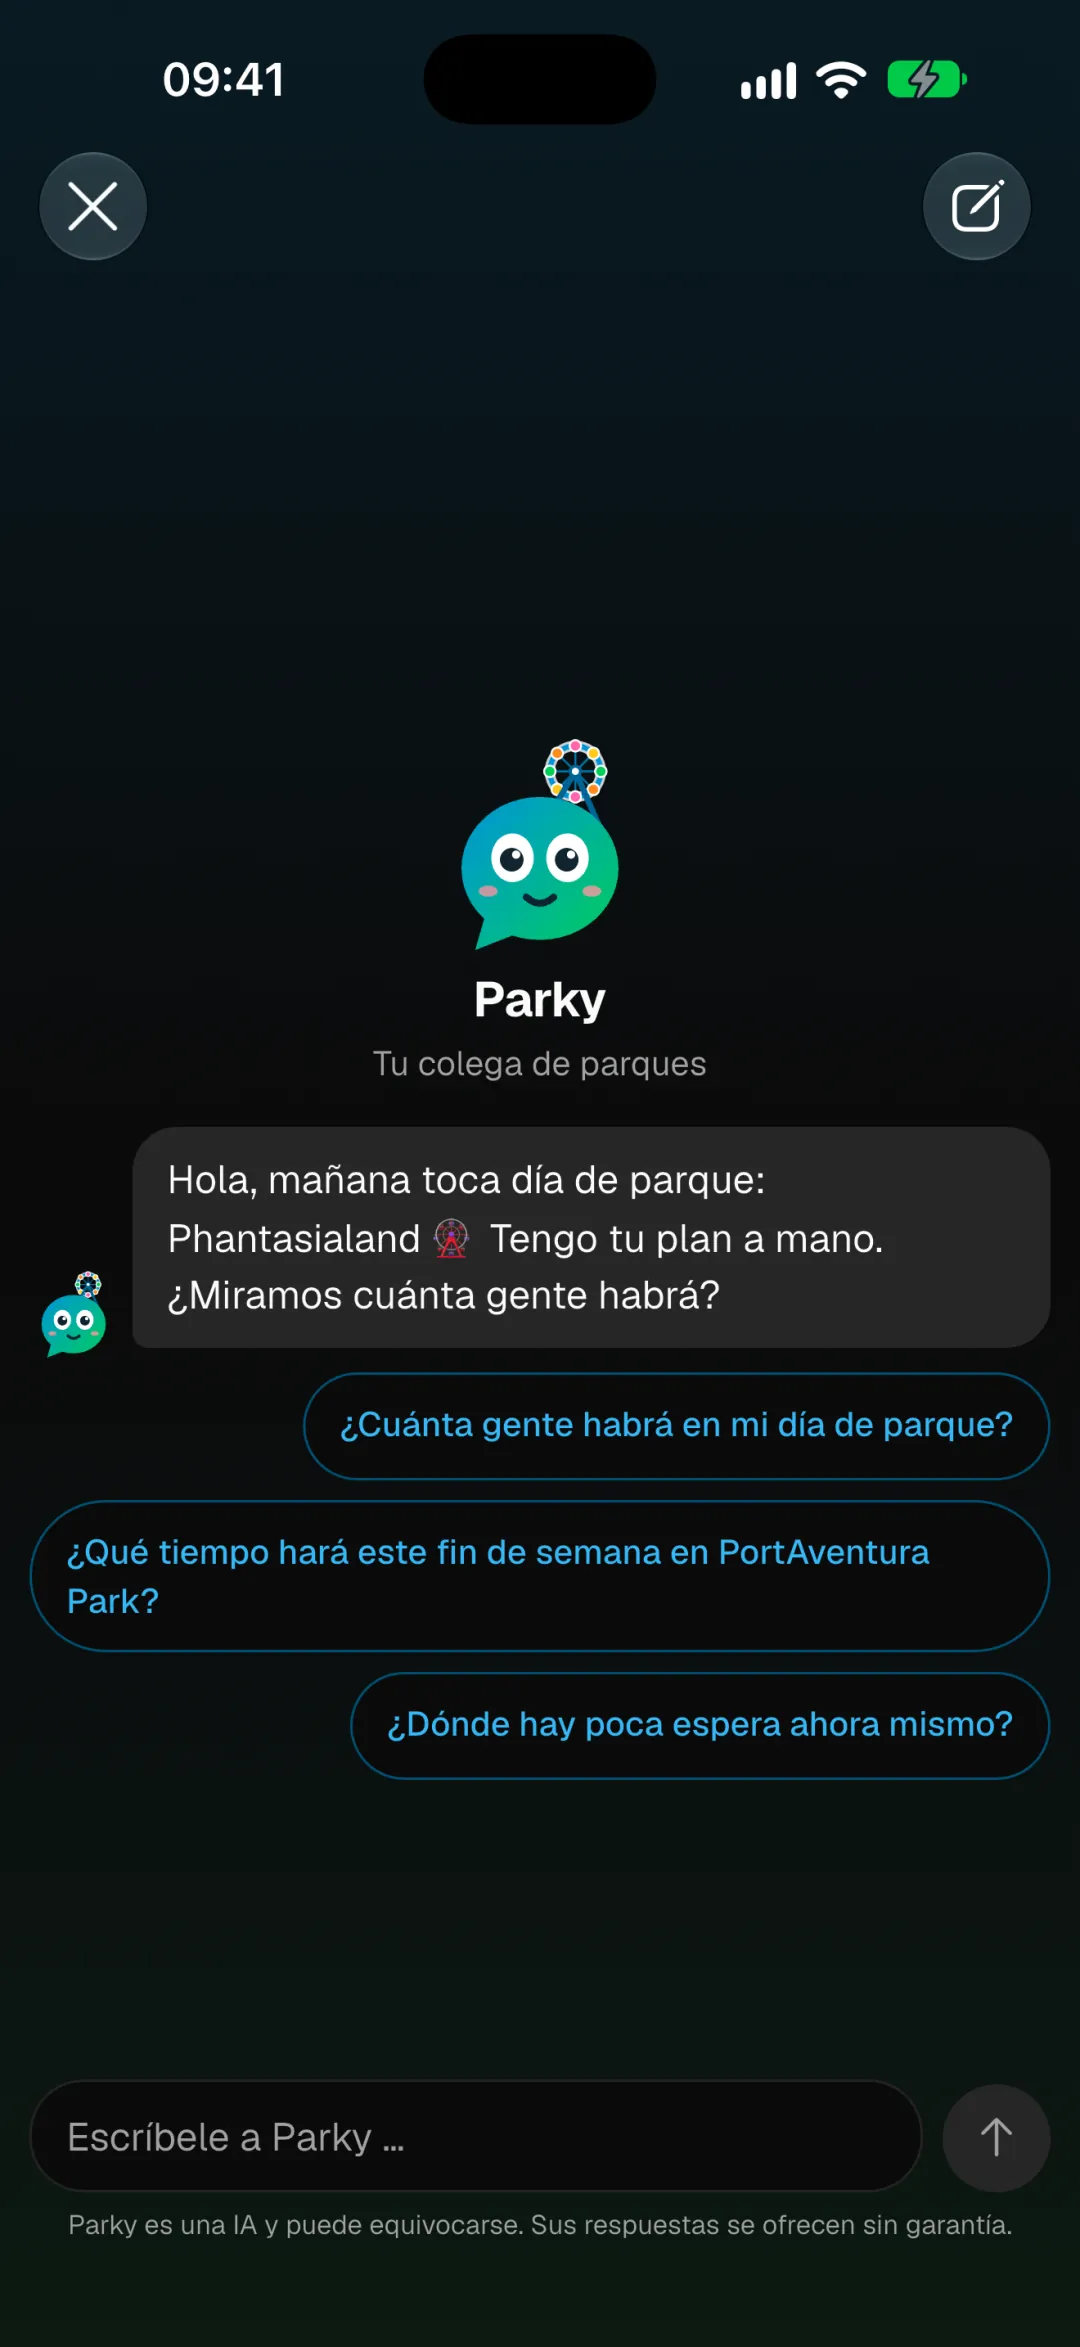 09:41
Parky
Tu colega de parques
Hola, mañana toca día de parque:
Phantasialand 🎡 Tengo tu plan a mano.
¿Miramos cuánta gente habrá?
¿Cuánta gente habrá en mi día de parque?
¿Qué tiempo hará este fin de semana en PortAventura
Park?
¿Dónde hay poca espera ahora mismo?
Escríbele a Parky ...
Parky es una IA y puede equivocarse. Sus respuestas se ofrecen sin garantía.